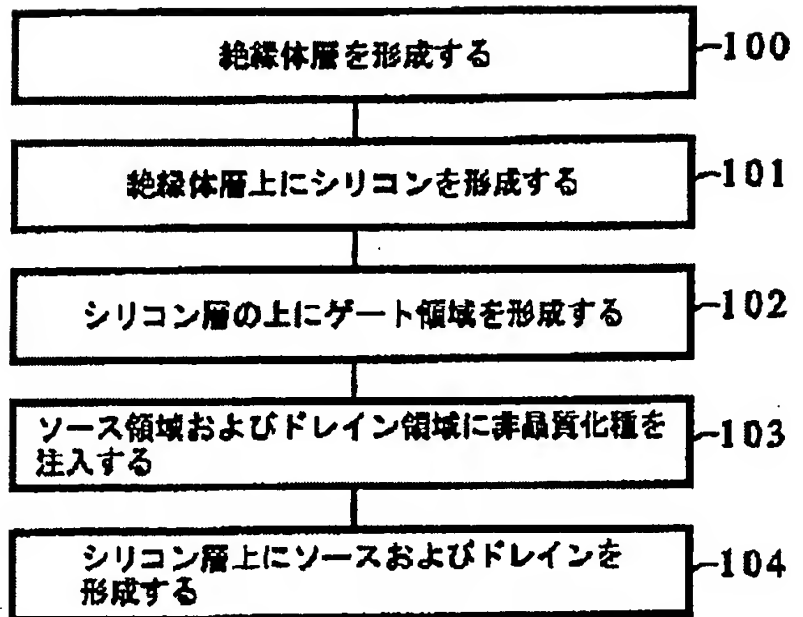 絶縁体層を形成する
100
絶縁体層上にシリコンを形成する
101
シリコン層の上にゲート領域を形成する
102
ソース領域およびドレイン領域に非晶質化種を
注入する
103
シリコン層上にソースおよびドレインを
形成する
104